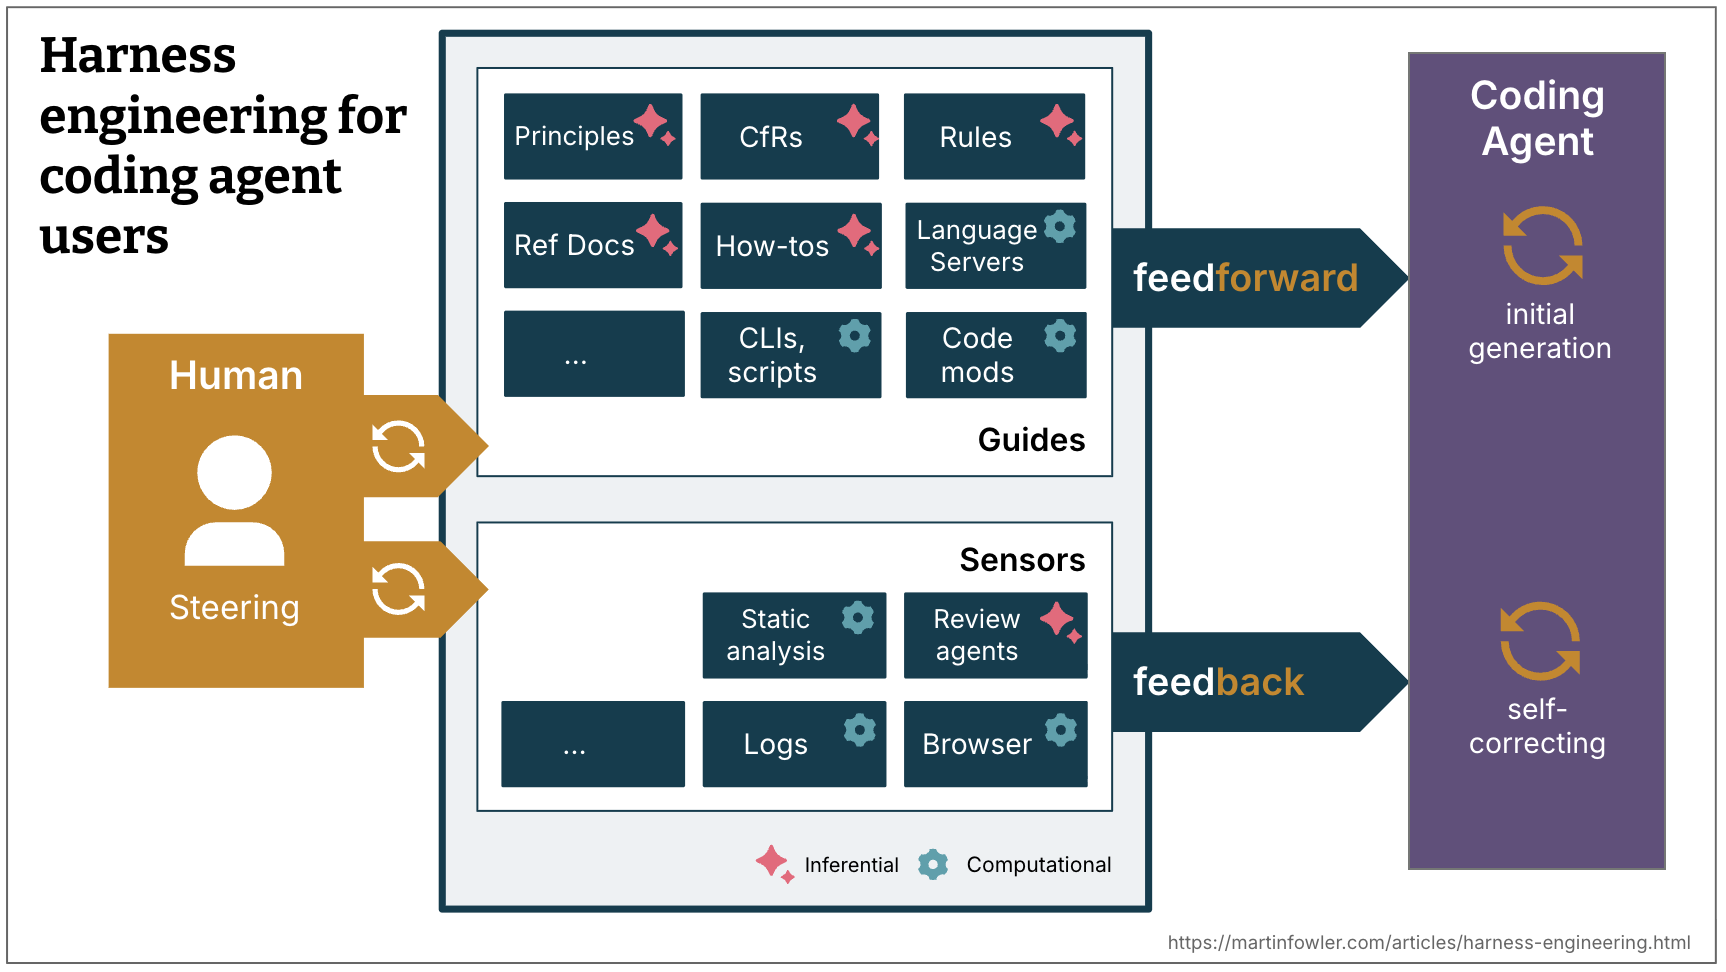 Harness
engineering for
coding agent
users
Human
Steering
Principles
CfRs
Rules
Ref Docs
How-tos
Language
Servers
...
CLIs,
scripts
Code
mods
Guides
Sensors
Static
analysis
Review
agents
...
Logs
Browser
Inferential
Computational
feedforward
feedback
Coding
Agent
initial
generation
self-
correcting
https://martinfowler.com/articles/harness-engineering.html